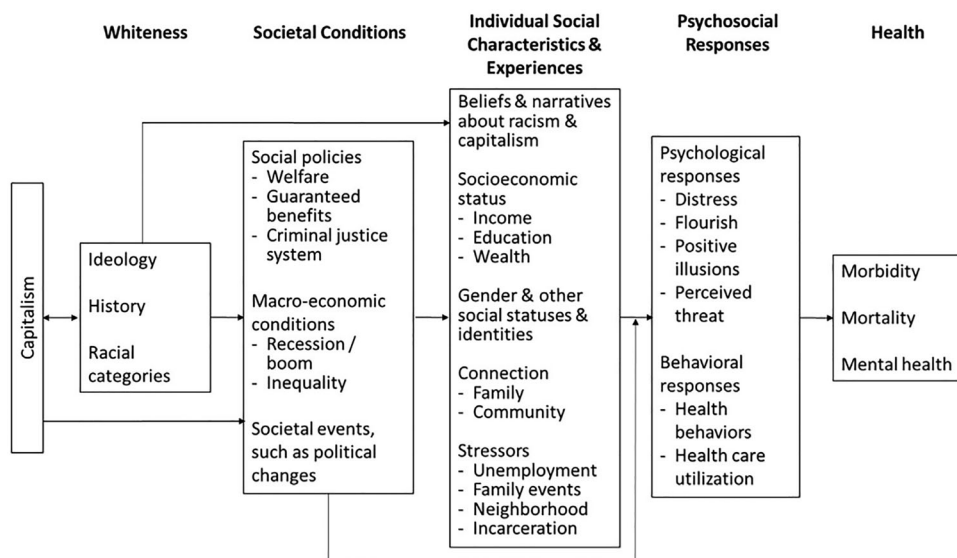 Whiteness
Societal Conditions
Individual Social
Characteristics &
Experiences
Psychosocial
Responses
Health
Capitalism
Ideology
History
Racial
categories
Social policies
- Welfare
- Guaranteed
benefits
- Criminal justice
system
Macro-economic
conditions
- Recession /
boom
- Inequality
Societal events,
such as political
changes
Beliefs & narratives
about racism &
capitalism
Socioeconomic
status
- Income
- Education
- Wealth
Gender & other
social statuses &
identities
Connection
- Family
- Community
Stressors
- Unemployment
- Family events
- Neighborhood
- Incarceration
Psychological
responses
- Distress
- Flourish
- Positive
illusions
- Perceived
threat
Behavioral
responses
- Health
behaviors
- Health care
utilization
Morbidity
Mortality
Mental health